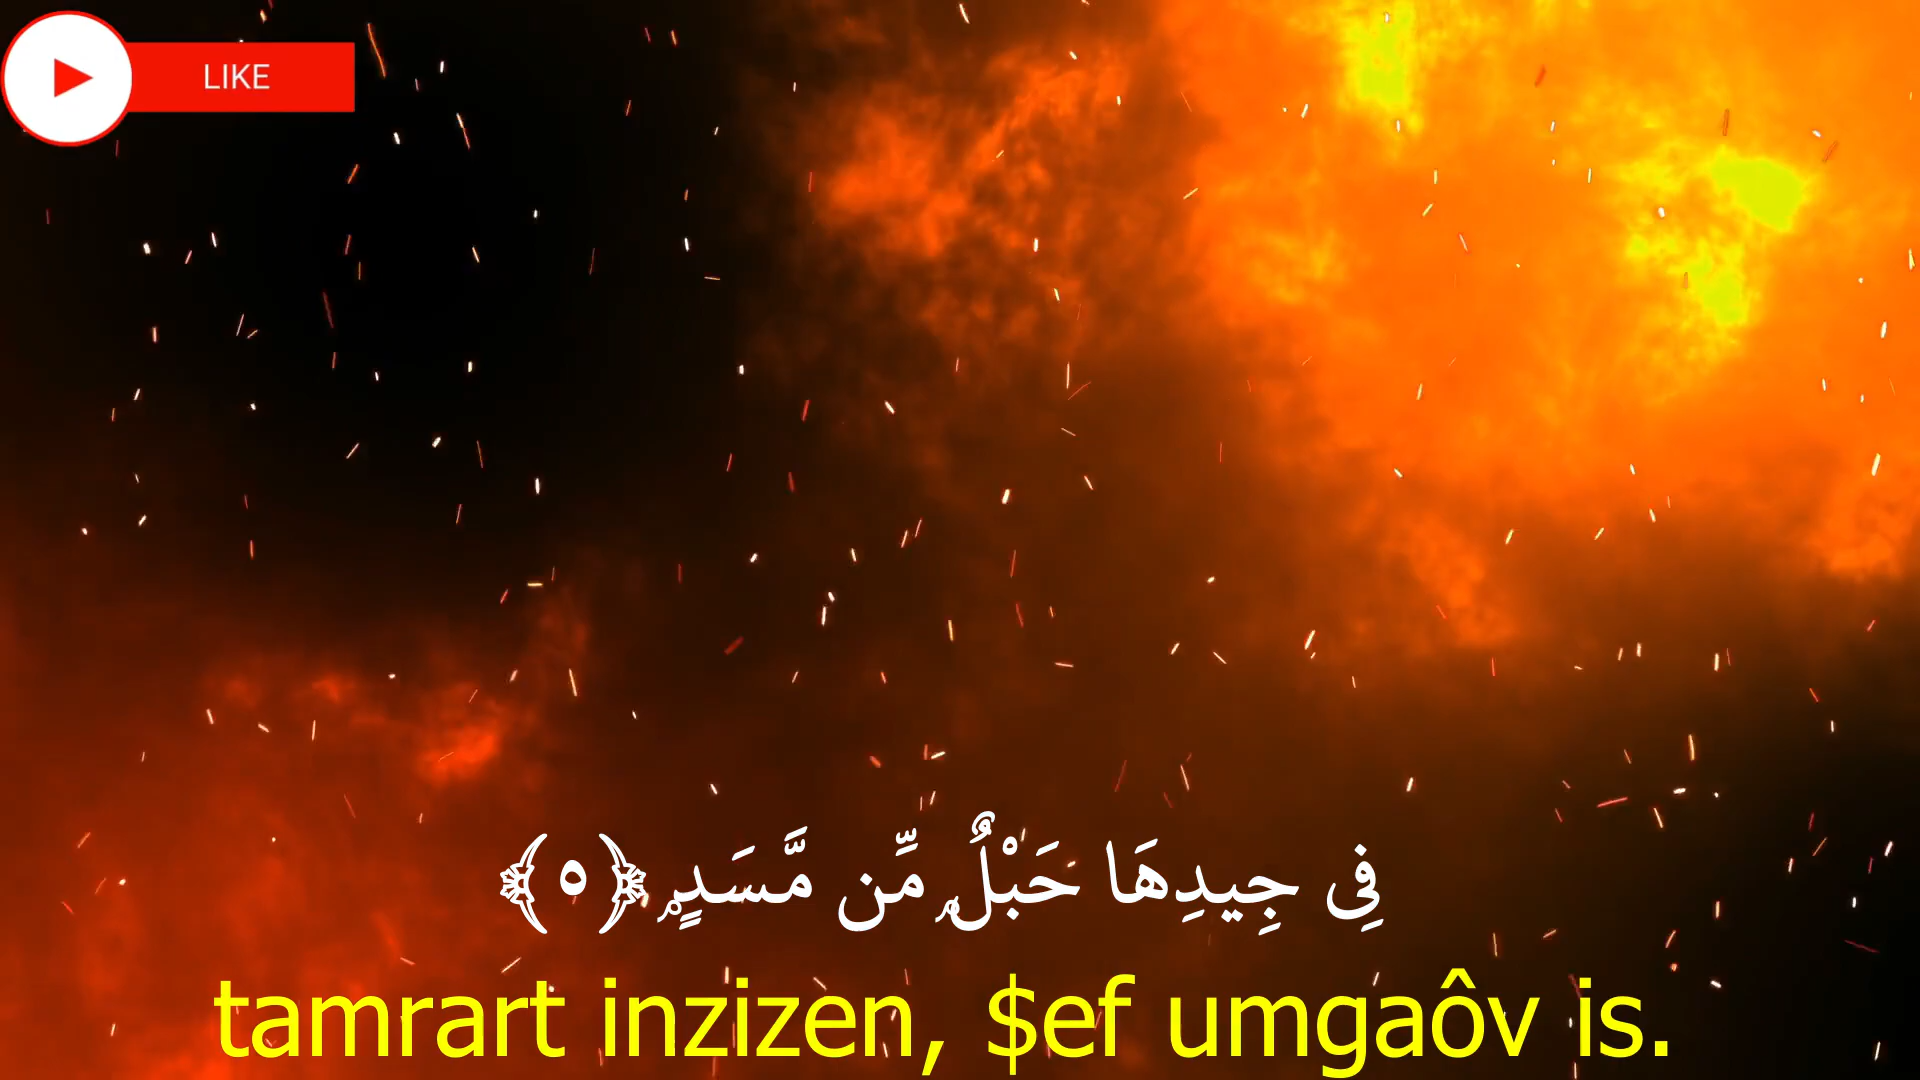 LIKE
فِى جِيدِهَا حَبْلٌۭ مِّن مَّسَدٍۭ ﴿٥﴾
tamrart inzizen, $ef umgaôv is.